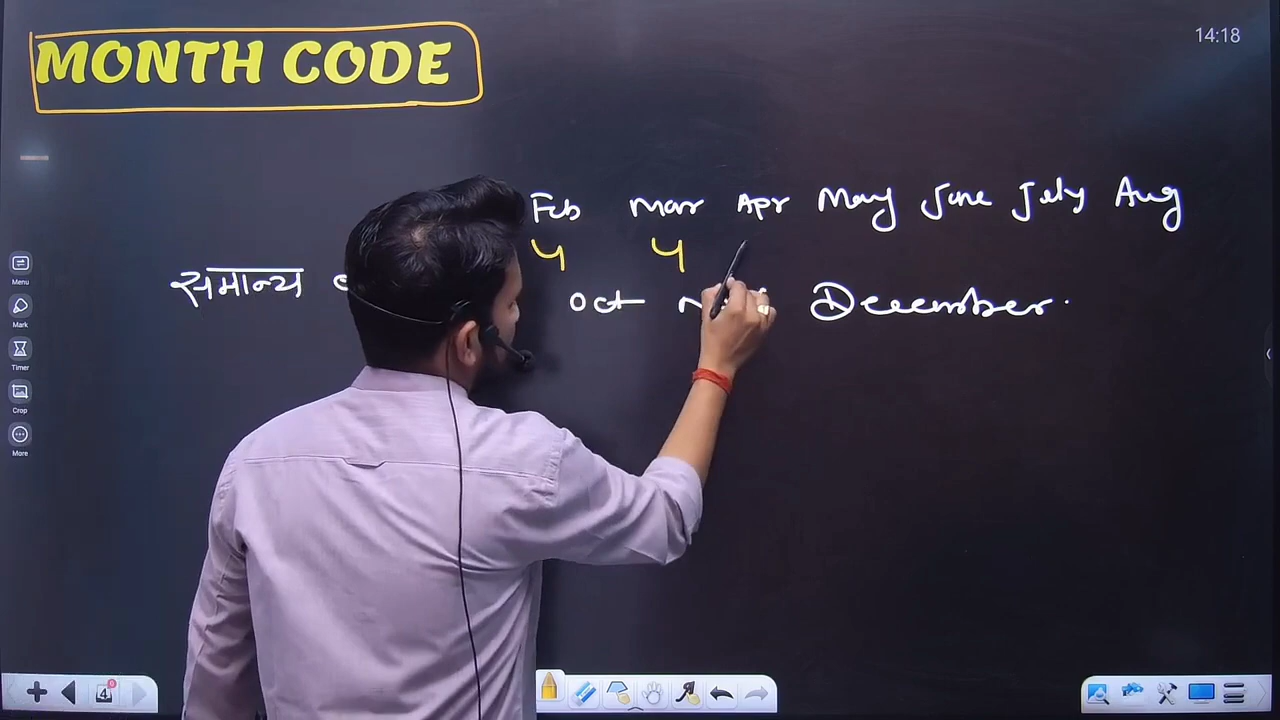 MONTH CODE
14:18
Feb Mar Apr May June July Aug
4 4
समान्य
Oct December.
Menu
Mark
Timer
Crop
More
4